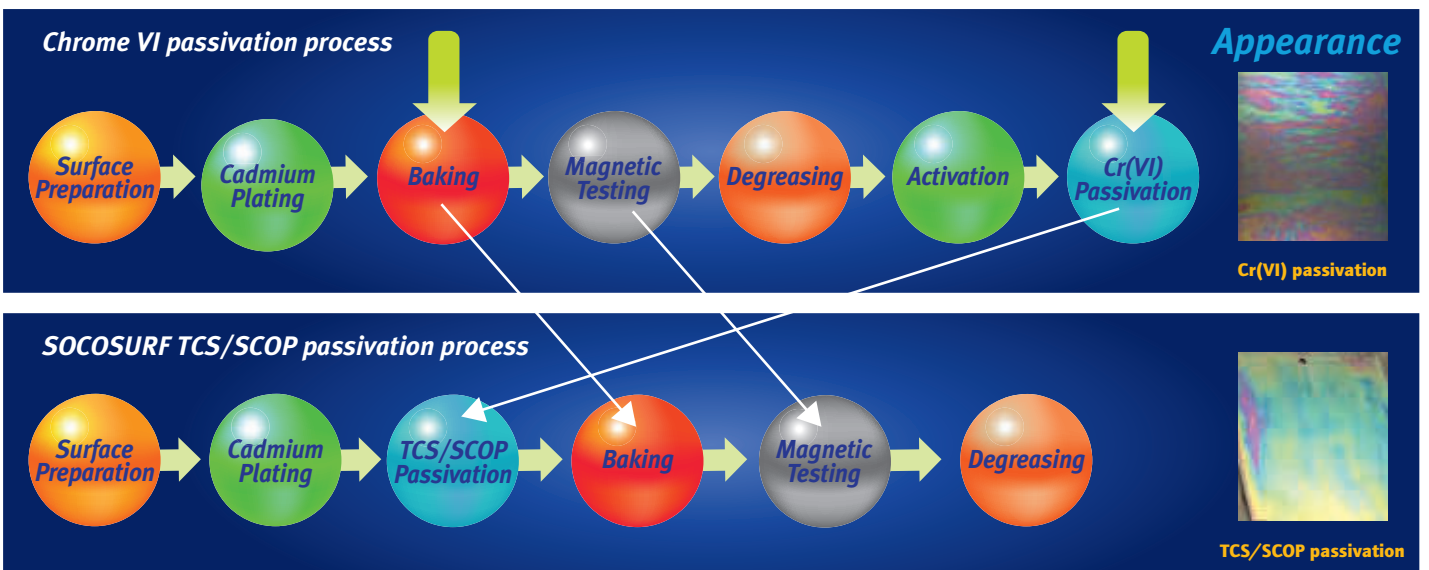 Chrome VI passivation process
Appearance
Surface
Preparation
Cadmium
Plating
Baking
Magnetic
Testing
Degreasing
Activation
Cr(VI)
Passivation
Cr(VI) passivation
SOCOSURF TCS/SCOP passivation process
Surface
Preparation
Cadmium
Plating
TCS/SCOP
Passivation
Baking
Magnetic
Testing
Degreasing
TCS/SCOP passivation